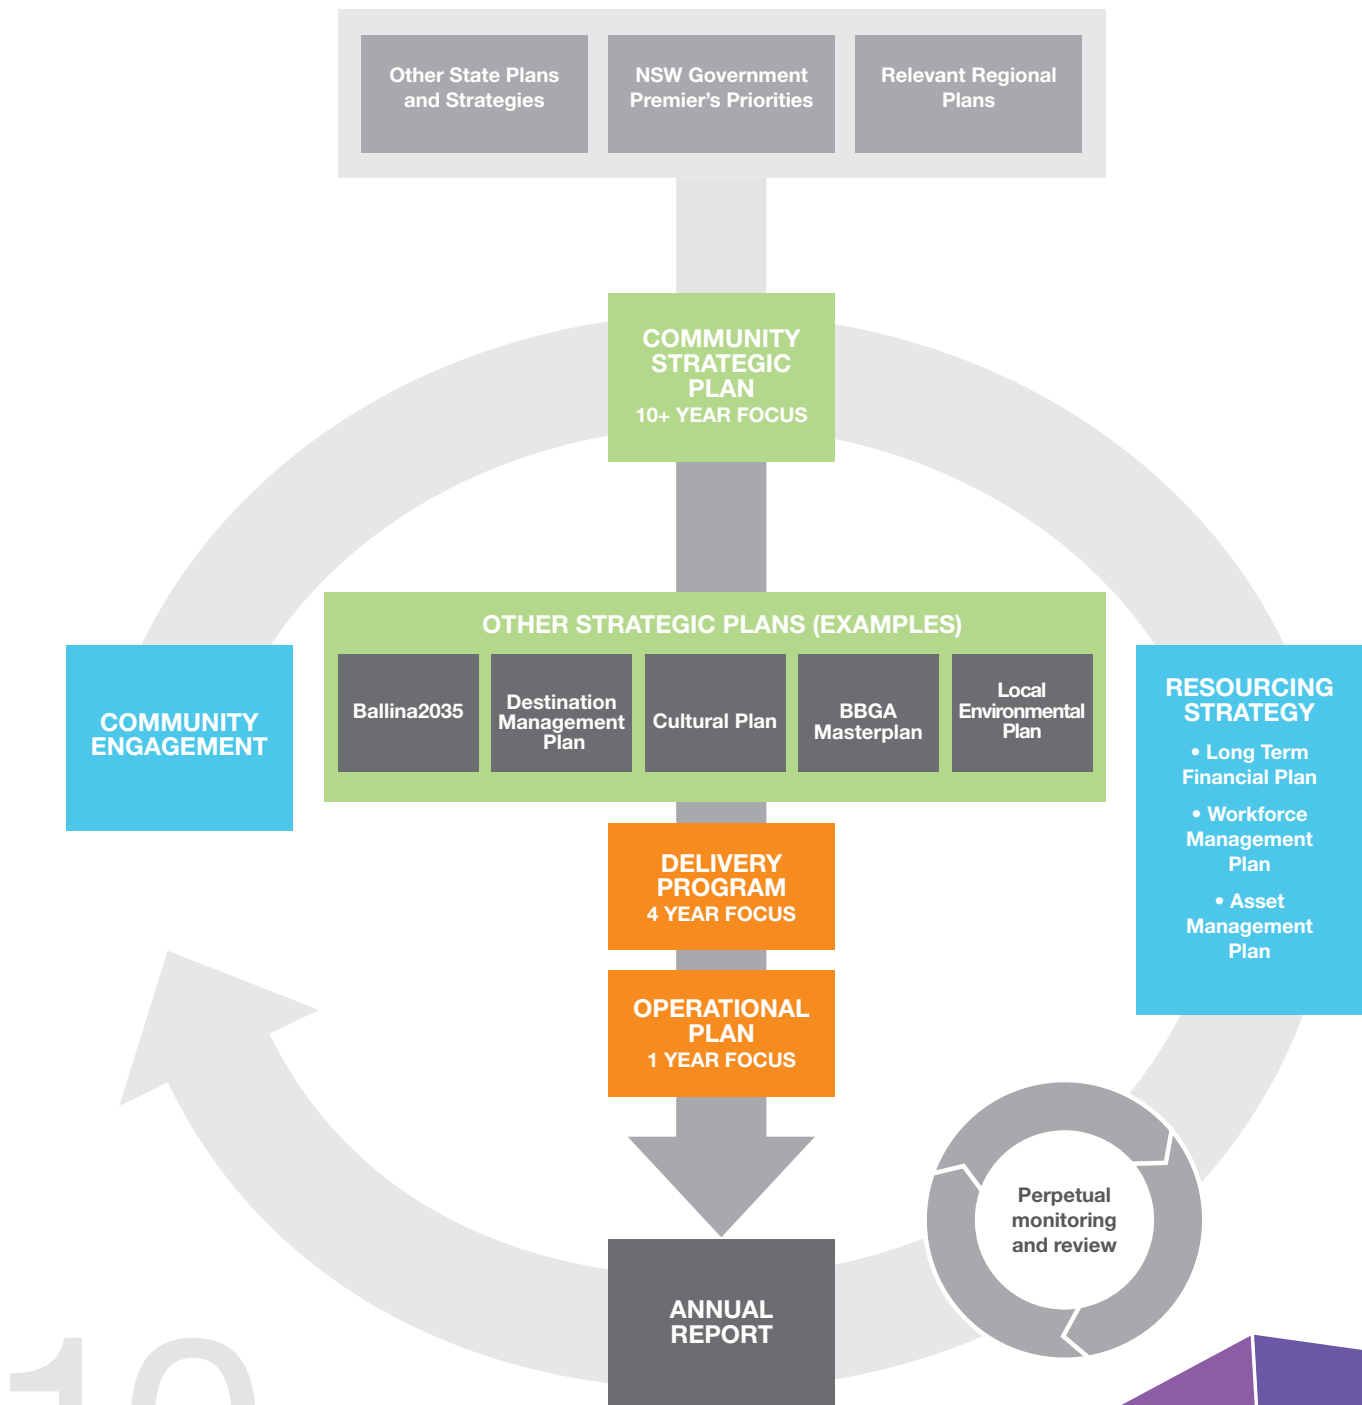 Other State Plans
and Strategies
NSW Government
Premier’s Priorities
Relevant Regional
Plans
COMMUNITY
STRATEGIC
PLAN
10+ YEAR FOCUS
OTHER STRATEGIC PLANS (EXAMPLES)
Ballina2035
Destination
Management
Plan
Cultural Plan
BBGA
Masterplan
Local
Environmental
Plan
COMMUNITY
ENGAGEMENT
RESOURCING
STRATEGY
• Long Term
Financial Plan
• Workforce
Management
Plan
• Asset
Management
Plan
DELIVERY
PROGRAM
4 YEAR FOCUS
OPERATIONAL
PLAN
1 YEAR FOCUS
Perpetual
monitoring
and review
ANNUAL
REPORT